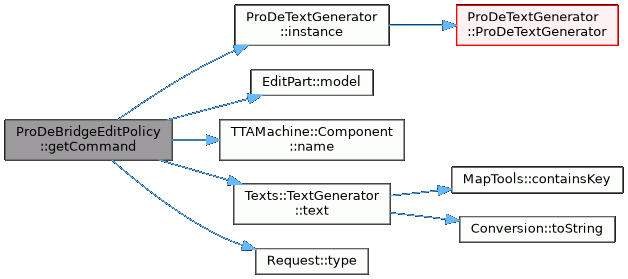 ProDeTextGenerator
::instance
ProDeTextGenerator
::ProDeTextGenerator
EditPart::model
ProDeBridgeEditPolicy
::getCommand
TTAMachine::Component
::name
MapTools::containsKey
Texts::TextGenerator
::text
Conversion::toString
Request::type